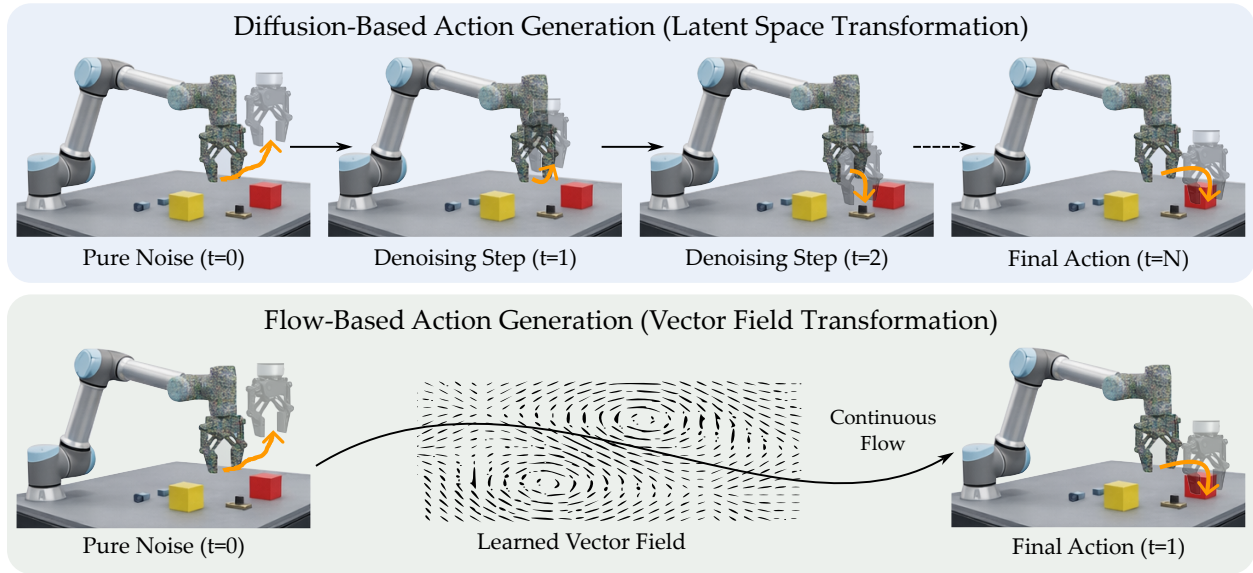 Diffusion-Based Action Generation (Latent Space Transformation)
Pure Noise (t=0)
Denoising Step (t=1)
Denoising Step (t=2)
Final Action (t=N)
Flow-Based Action Generation (Vector Field Transformation)
Continuous
Flow
Pure Noise (t=0)
Learned Vector Field
Final Action (t=1)